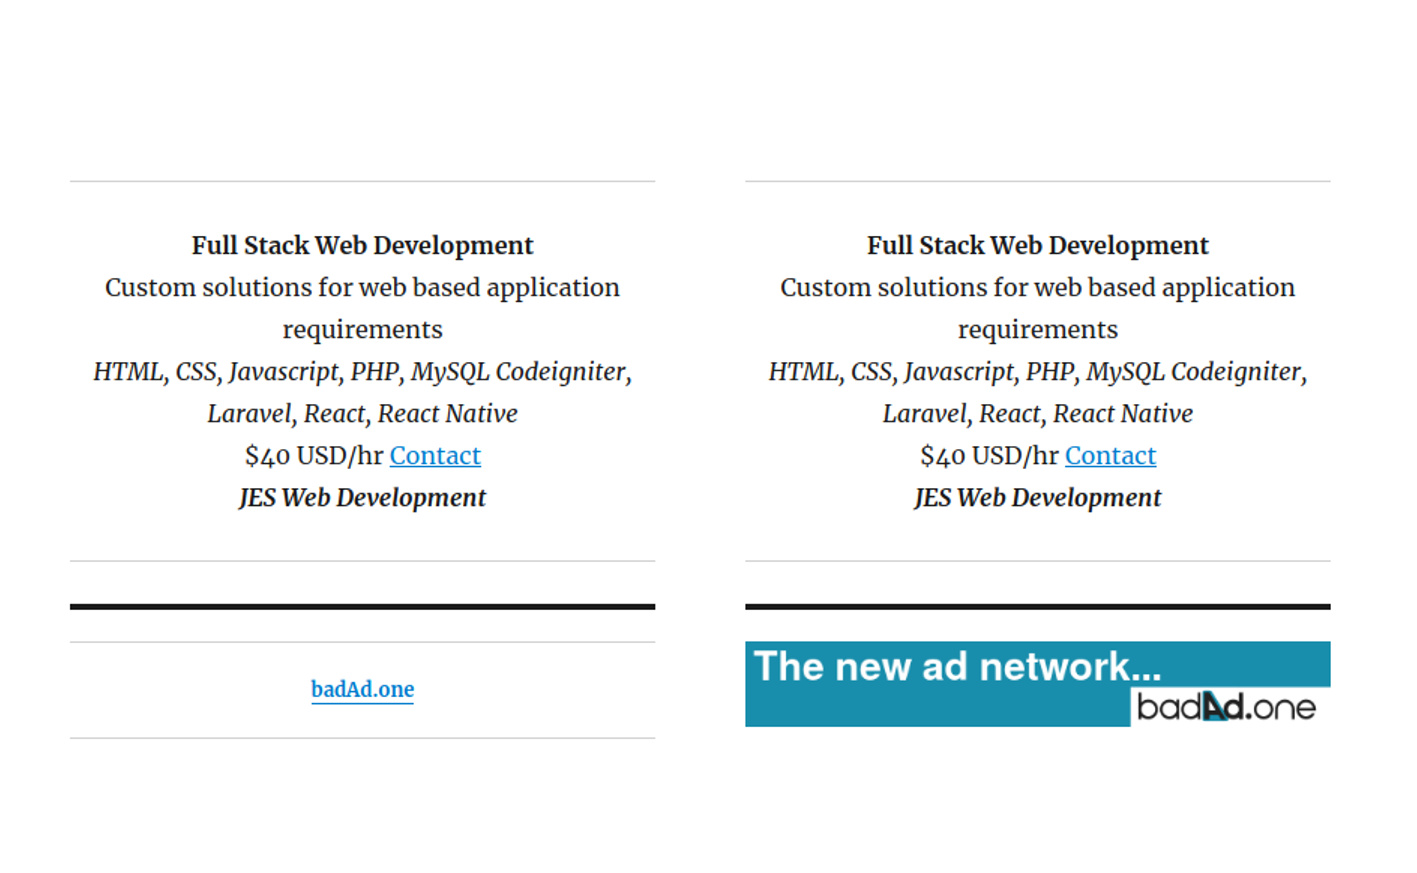 Full Stack Web Development
Custom solutions for web based application
requirements
HTML, CSS, Javascript, PHP, MySQL Codeigniter,
Laravel, React, React Native
$40 USD/hr Contact
JES Web Development
badAd.one
Full Stack Web Development
Custom solutions for web based application
requirements
HTML, CSS, Javascript, PHP, MySQL Codeigniter,
Laravel, React, React Native
$40 USD/hr Contact
JES Web Development
The new ad network...
badAd.one